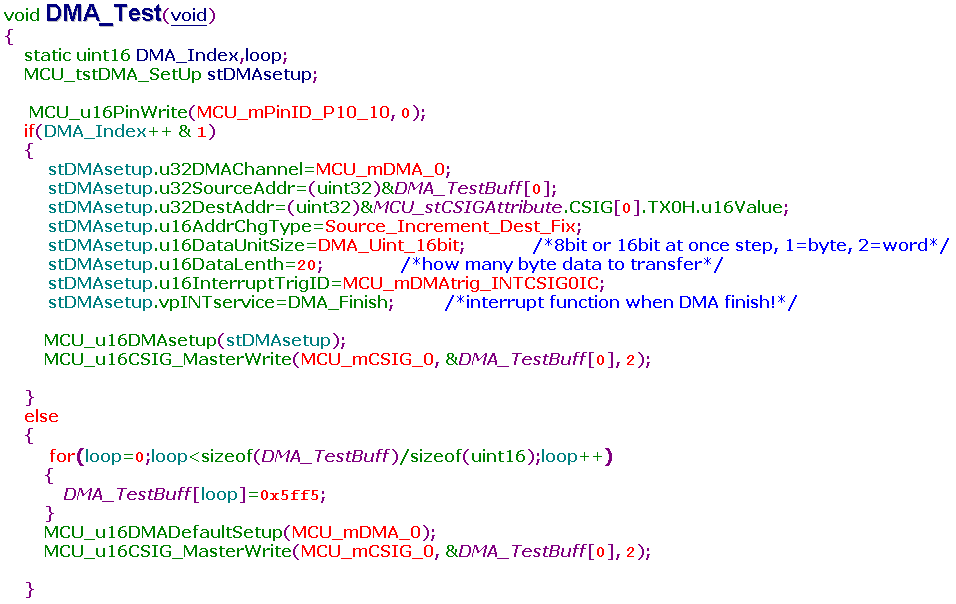 void DMA_Test(void)
{
static uint16 DMA_Index,loop;
MCU_tstDMA_SetUp stDMAsetup;
MCU_u16PinWrite(MCU_mPinID_P10_10, 0);
if(DMA_Index++ & 1)
{
stDMAsetup.u32DMAChannel=MCU_mDMA_0;
stDMAsetup.u32SourceAddr=(uint32)&DMA_TestBuff[0];
stDMAsetup.u32DestAddr=(uint32)&MCU_stCSIGAttribute.CSIG[0].TX0H.u16Value;
stDMAsetup.u16AddrChgType=Source_Increment_Dest_Fix;
stDMAsetup.u16DataUnitSize=DMA_Uint_16bit; /*8bit or 16bit at once step, 1=byte, 2=word*/
stDMAsetup.u16DataLenth=20; /*how many byte data to transfer*/
stDMAsetup.u16InterruptTrigID=MCU_mDMAtrig_INTCSIG0IC;
stDMAsetup.vpINTservice=DMA_Finish; /*interrupt function when DMA finish!*/
MCU_u16DMAsetup(stDMAsetup);
MCU_u16CSIG_MasterWrite(MCU_mCSIG_0, &DMA_TestBuff[0], 2);
}
else
{
for(loop=0;loop<sizeof(DMA_TestBuff)/sizeof(uint16);loop++)
{
DMA_TestBuff[loop]=0x5ff5;
}
MCU_u16DMADefaultSetup(MCU_mDMA_0);
MCU_u16CSIG_MasterWrite(MCU_mCSIG_0, &DMA_TestBuff[0], 2);
}